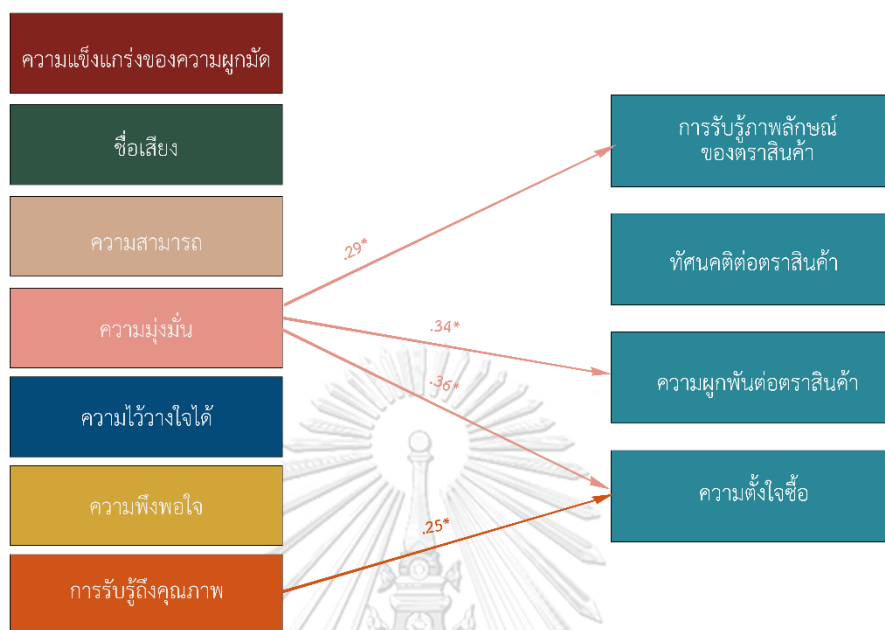 ความแข็งแกร่งของความผูกมัด
ชื่อเสียง
ความสามารถ
ความมุ่งมั่น
ความไว้วางใจได้
ความพึงพอใจ
การรับรู้ถึงคุณภาพ
.29*
.34*
.36*
.25*
การรับรู้ภาพลักษณ์
ของตราสินค้า
ทัศนคติต่อตราสินค้า
ความผูกพันต่อตราสินค้า
ความตั้งใจซื้อ